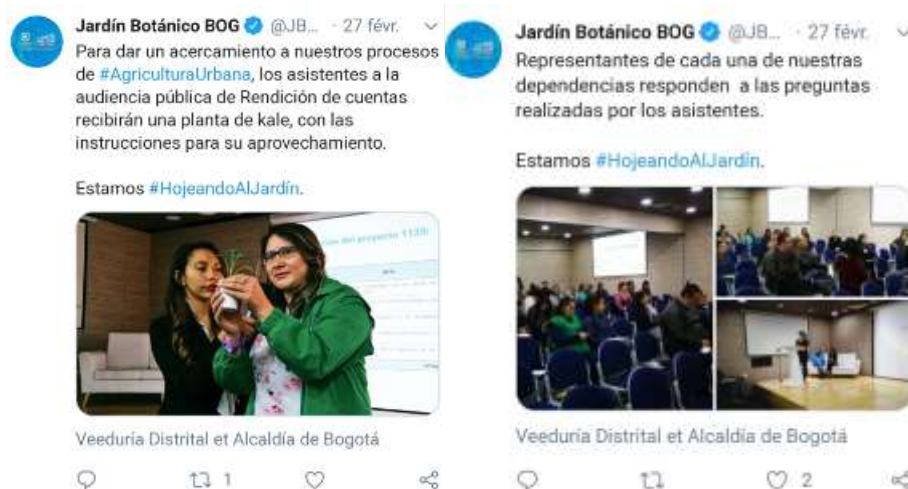 Jardín Botánico BOG @JB... · 27 févr.
Para dar un acercamiento a nuestros procesos
de #AgriculturaUrbana, los asistentes a la
audiencia pública de Rendición de cuentas
recibirán una planta de kale, con las
instrucciones para su aprovechamiento.
Estamos #HojeandoAlJardín.
Veeduría Distrital et Alcaldía de Bogotá
1
Jardín Botánico BOG @JB... · 27 févr.
Representantes de cada una de nuestras
dependencias responden a las preguntas
realizadas por los asistentes.
Estamos #HojeandoAlJardín.
Veeduría Distrital et Alcaldía de Bogotá
2